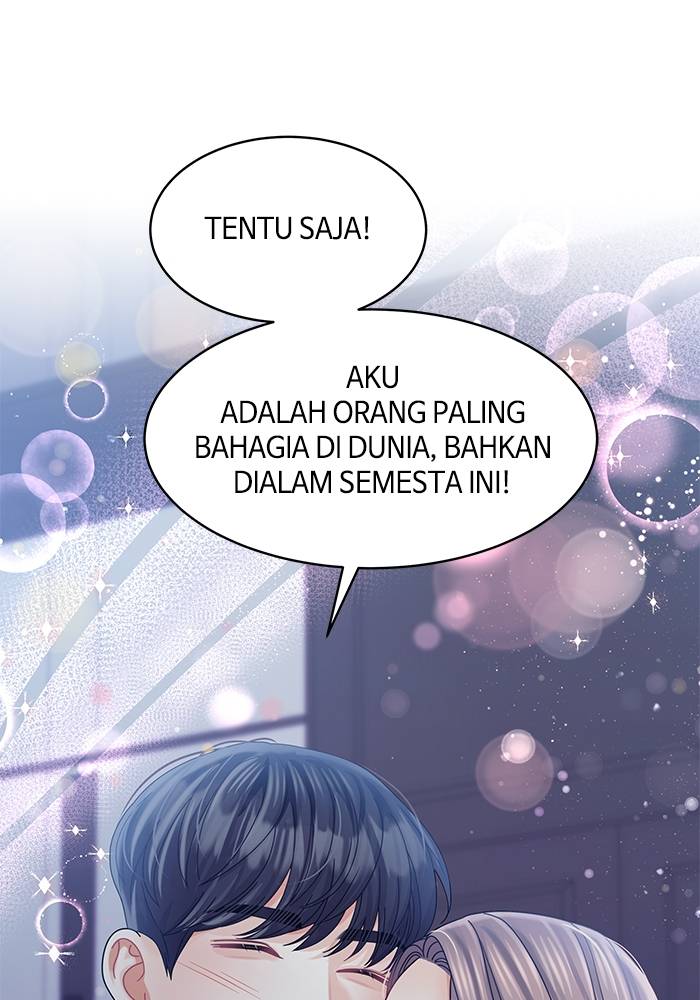 TENTU SAJA!
AKU
ADALAH ORANG PALING
BAHAGIA DI DUNIA, BAHKAN
DIALAM SEMESTA INI!